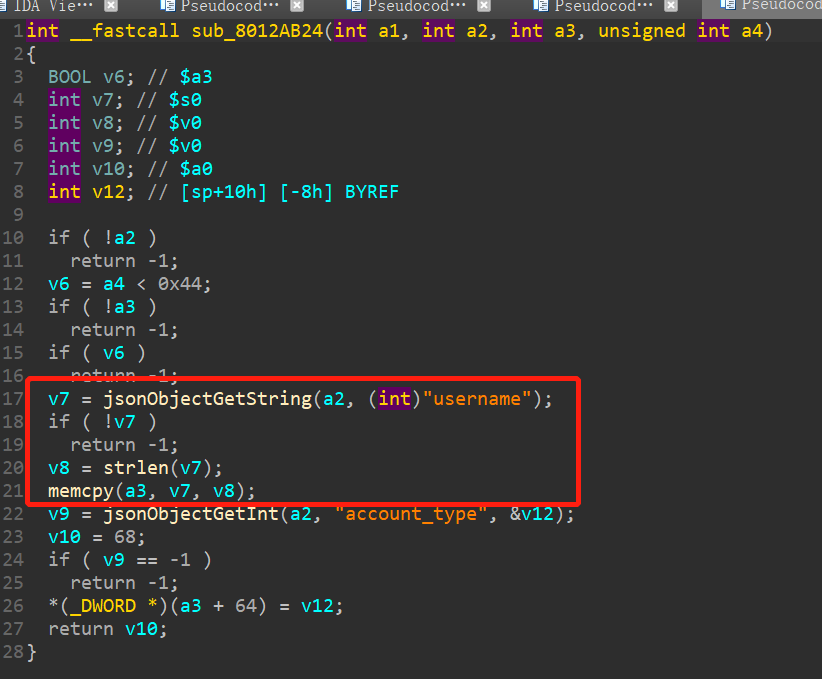 IDA Vie··· Pseudocod··· Pseudocod··· Pseudocod··· Pseudocod
1 int __fastcall sub_8012AB24(int a1, int a2, int a3, unsigned int a4)
2 {
3 BOOL v6; // $a3
4 int v7; // $s0
5 int v8; // $v0
6 int v9; // $v0
7 int v10; // $a0
8 int v12; // [sp+10h] [-8h] BYREF
9
10 if ( !a2 )
11 return -1;
12 v6 = a4 < 0x44;
13 if ( !a3 )
14 return -1;
15 if ( v6 )
16 return -1;
17 v7 = jsonObjectGetString(a2, (int)"username");
18 if ( !v7 )
19 return -1;
20 v8 = strlen(v7);
21 memcpy(a3, v7, v8);
22 v9 = jsonObjectGetInt(a2, "account_type", &v12);
23 v10 = 68;
24 if ( v9 == -1 )
25 return -1;
26 *(_DWORD *)(a3 + 64) = v12;
27 return v10;
28 }